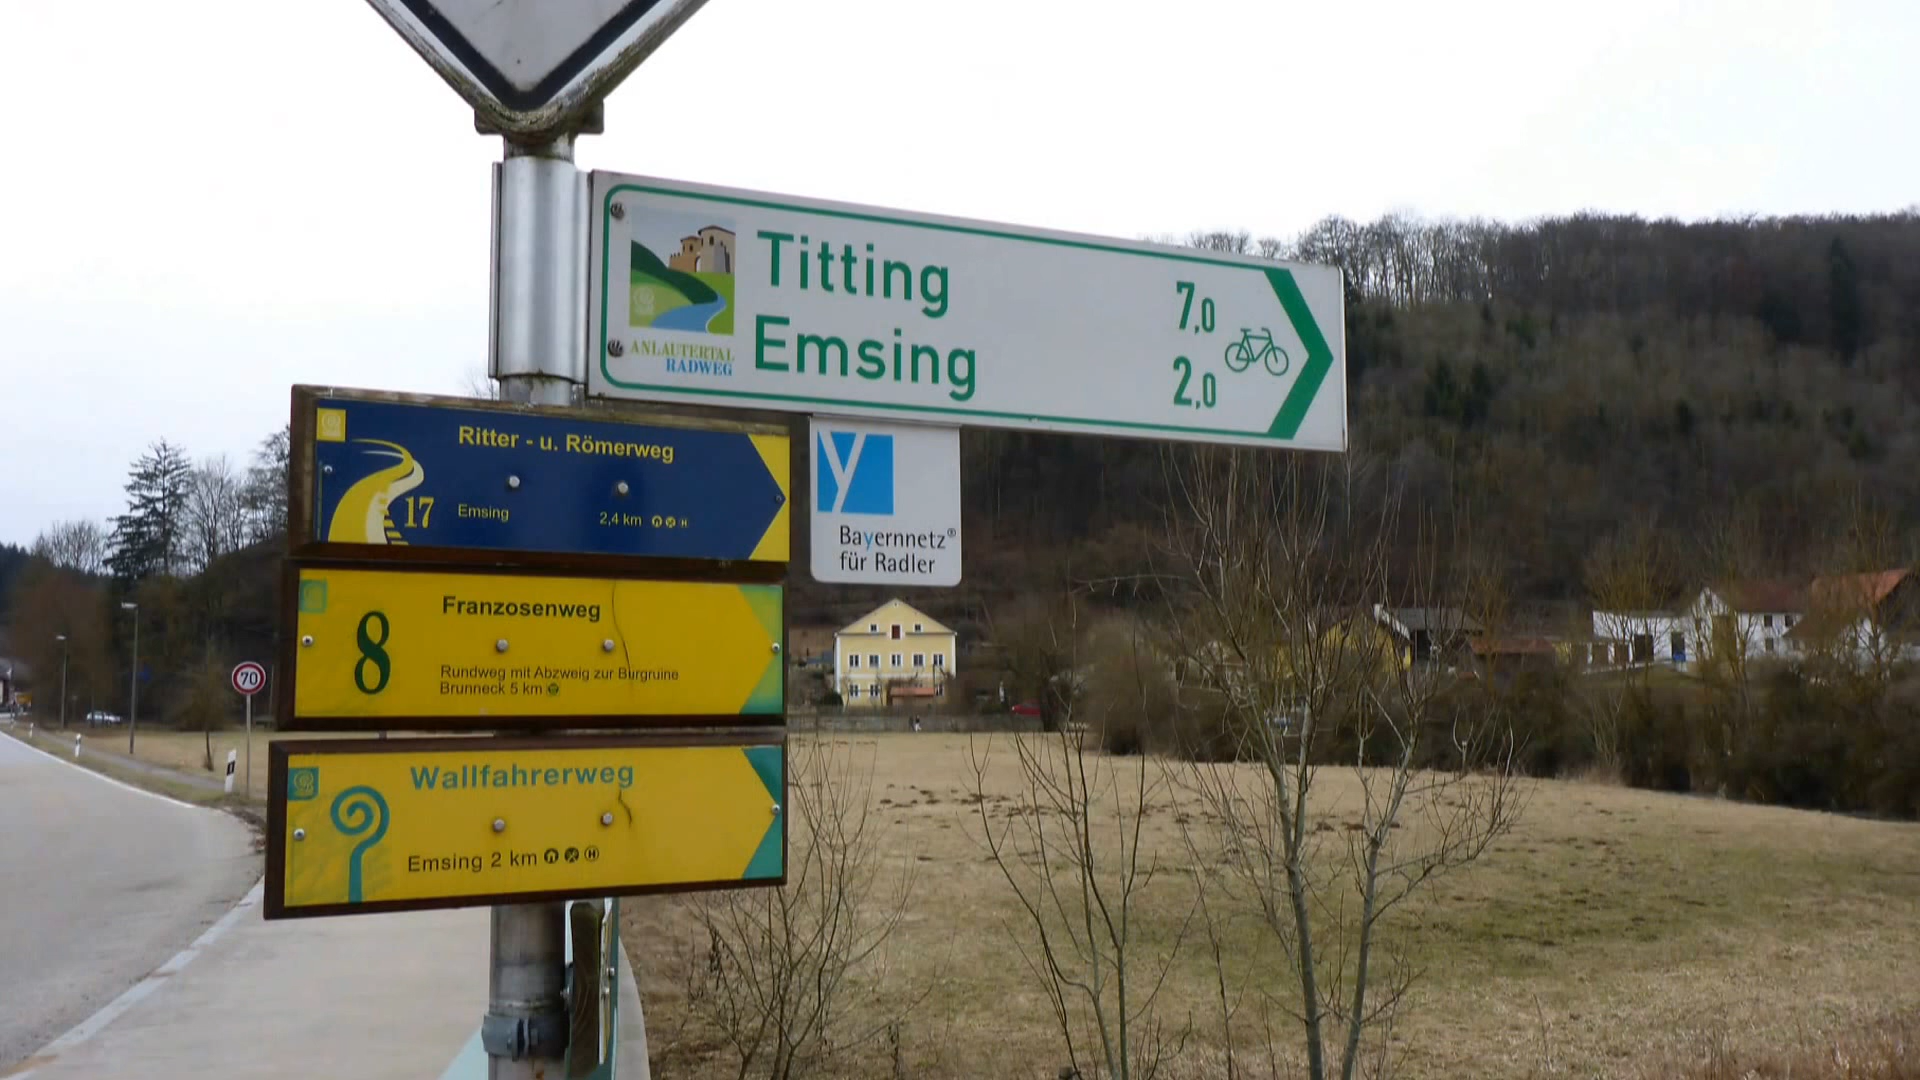 Titting 7,0
Emsing 2,0
ANLAUTERTAL
RADWEG
Ritter - u. Römerweg
17 Emsing 2,4 km
Bayernnetz®
für Radler
Franzosenweg
8
Rundweg mit Abzweig zur Burgruine
Brunneck 5 km
Wallfahrerweg
Emsing 2 km H
70